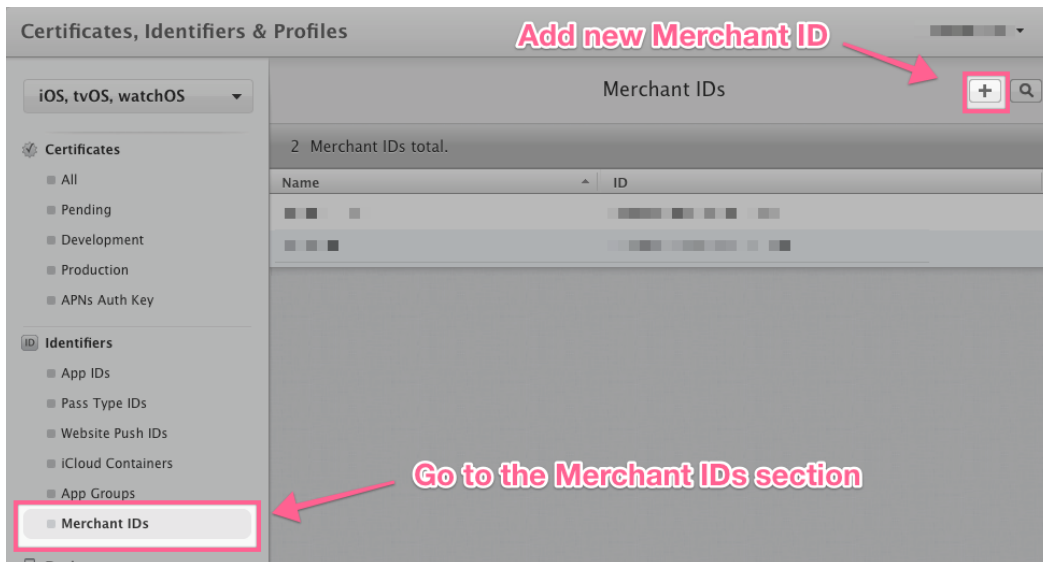 Certificates, Identifiers & Profiles
Add new Merchant ID
iOS, tvOS, watchOS
Merchant IDs
Certificates
2 Merchant IDs total.
All
Name
ID
Pending
Development
Production
APNs Auth Key
ID
Identifiers
App IDs
Pass Type IDs
Website Push IDs
iCloud Containers
Go to the Merchant IDs section
App Groups
Merchant IDs